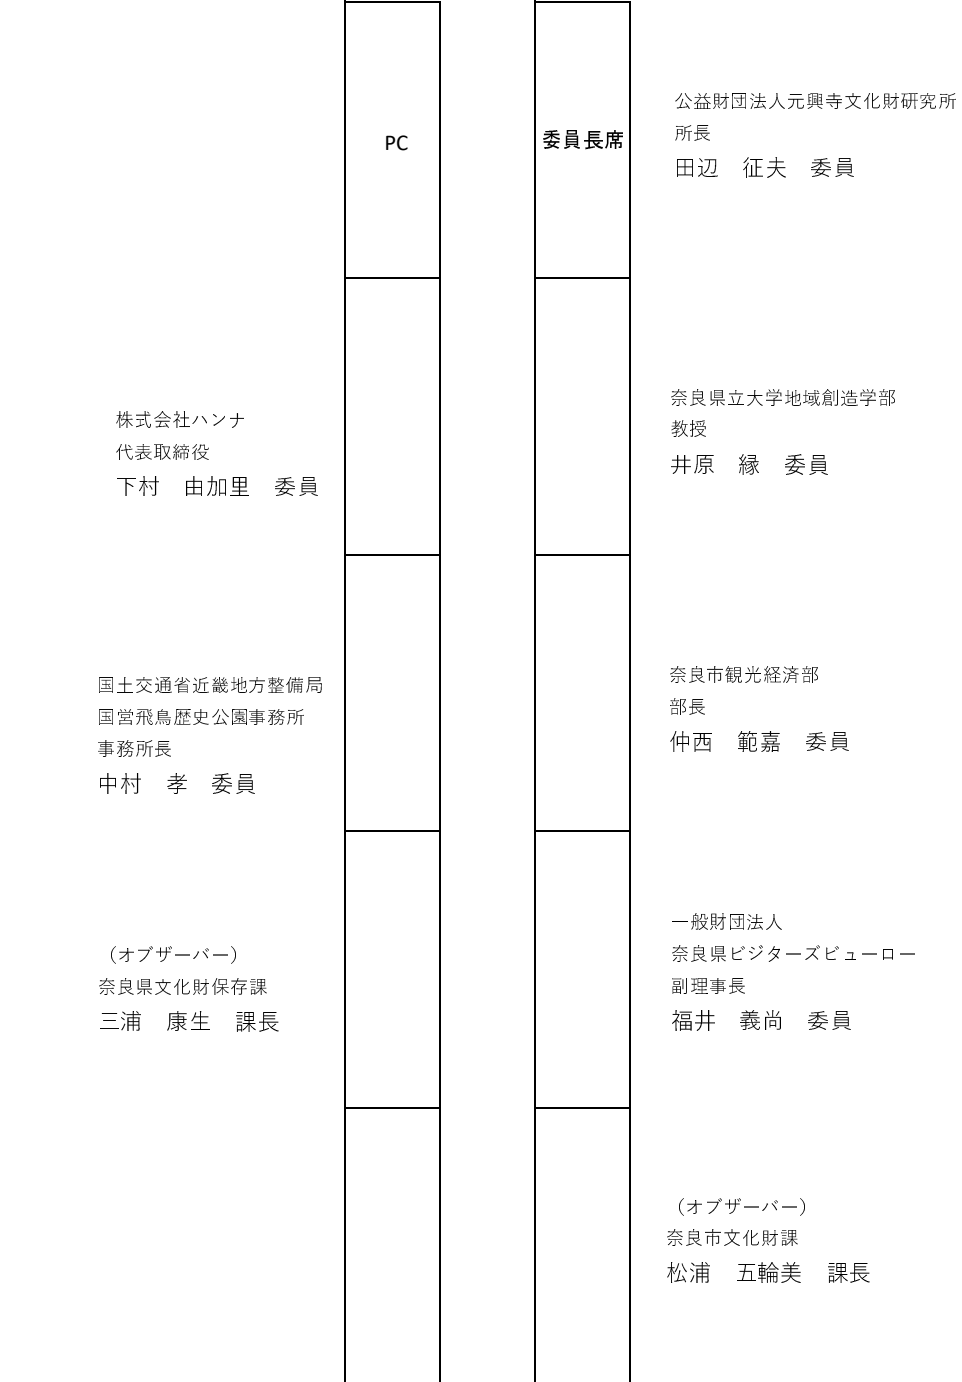 PC
委員長席
公益財団法人元興寺文化財研究所
所長
田辺　征夫　委員
株式会社ハンナ
代表取締役
下村　由加里　委員
奈良県立大学地域創造学部
教授
井原　縁　委員
国土交通省近畿地方整備局
国営飛鳥歴史公園事務所
事務所長
中村　孝　委員
奈良市観光経済部
部長
仲西　範嘉　委員
（オブザーバー）
奈良県文化財保存課
三浦　康生　課長
一般財団法人
奈良県ビジターズビューロー
副理事長
福井　義尚　委員
（オブザーバー）
奈良市文化財課
松浦　五輪美　課長